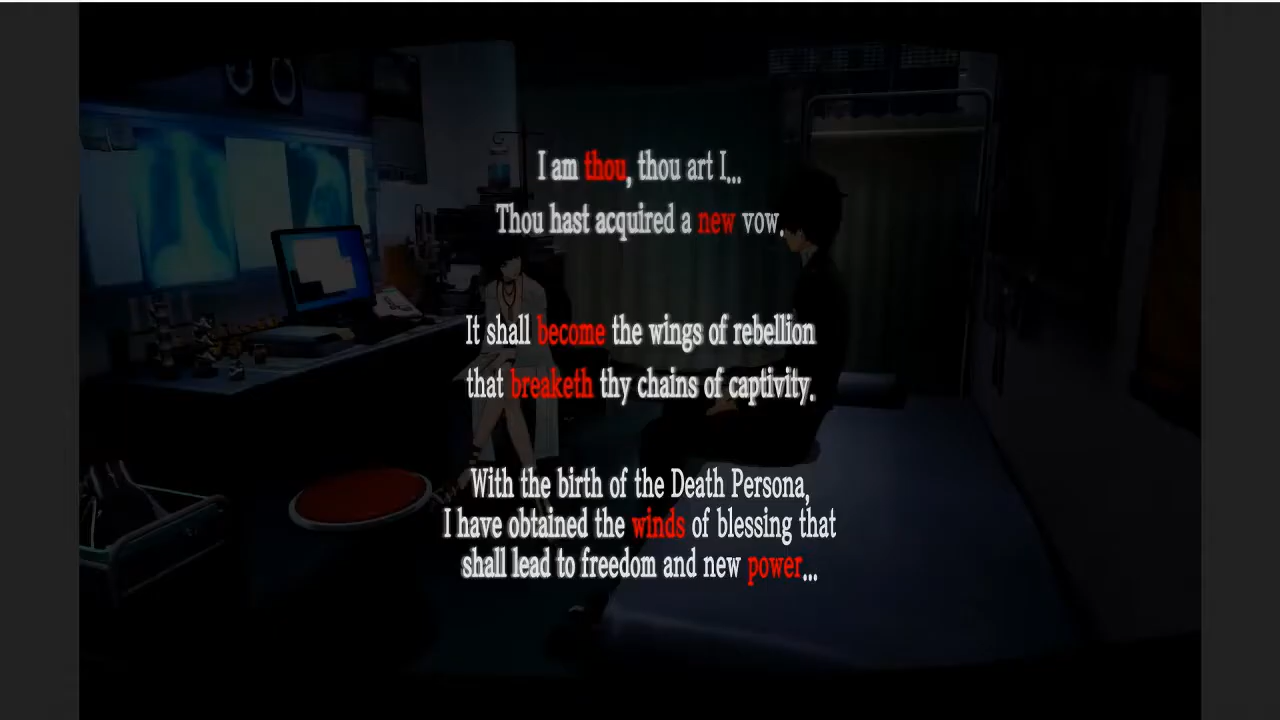 I am thou, thou art I...
Thou hast acquired a new vow.
It shall become the wings of rebellion
that breaketh thy chains of captivity.
With the birth of the Death Persona,
I have obtained the winds of blessing that
shall lead to freedom and new power...